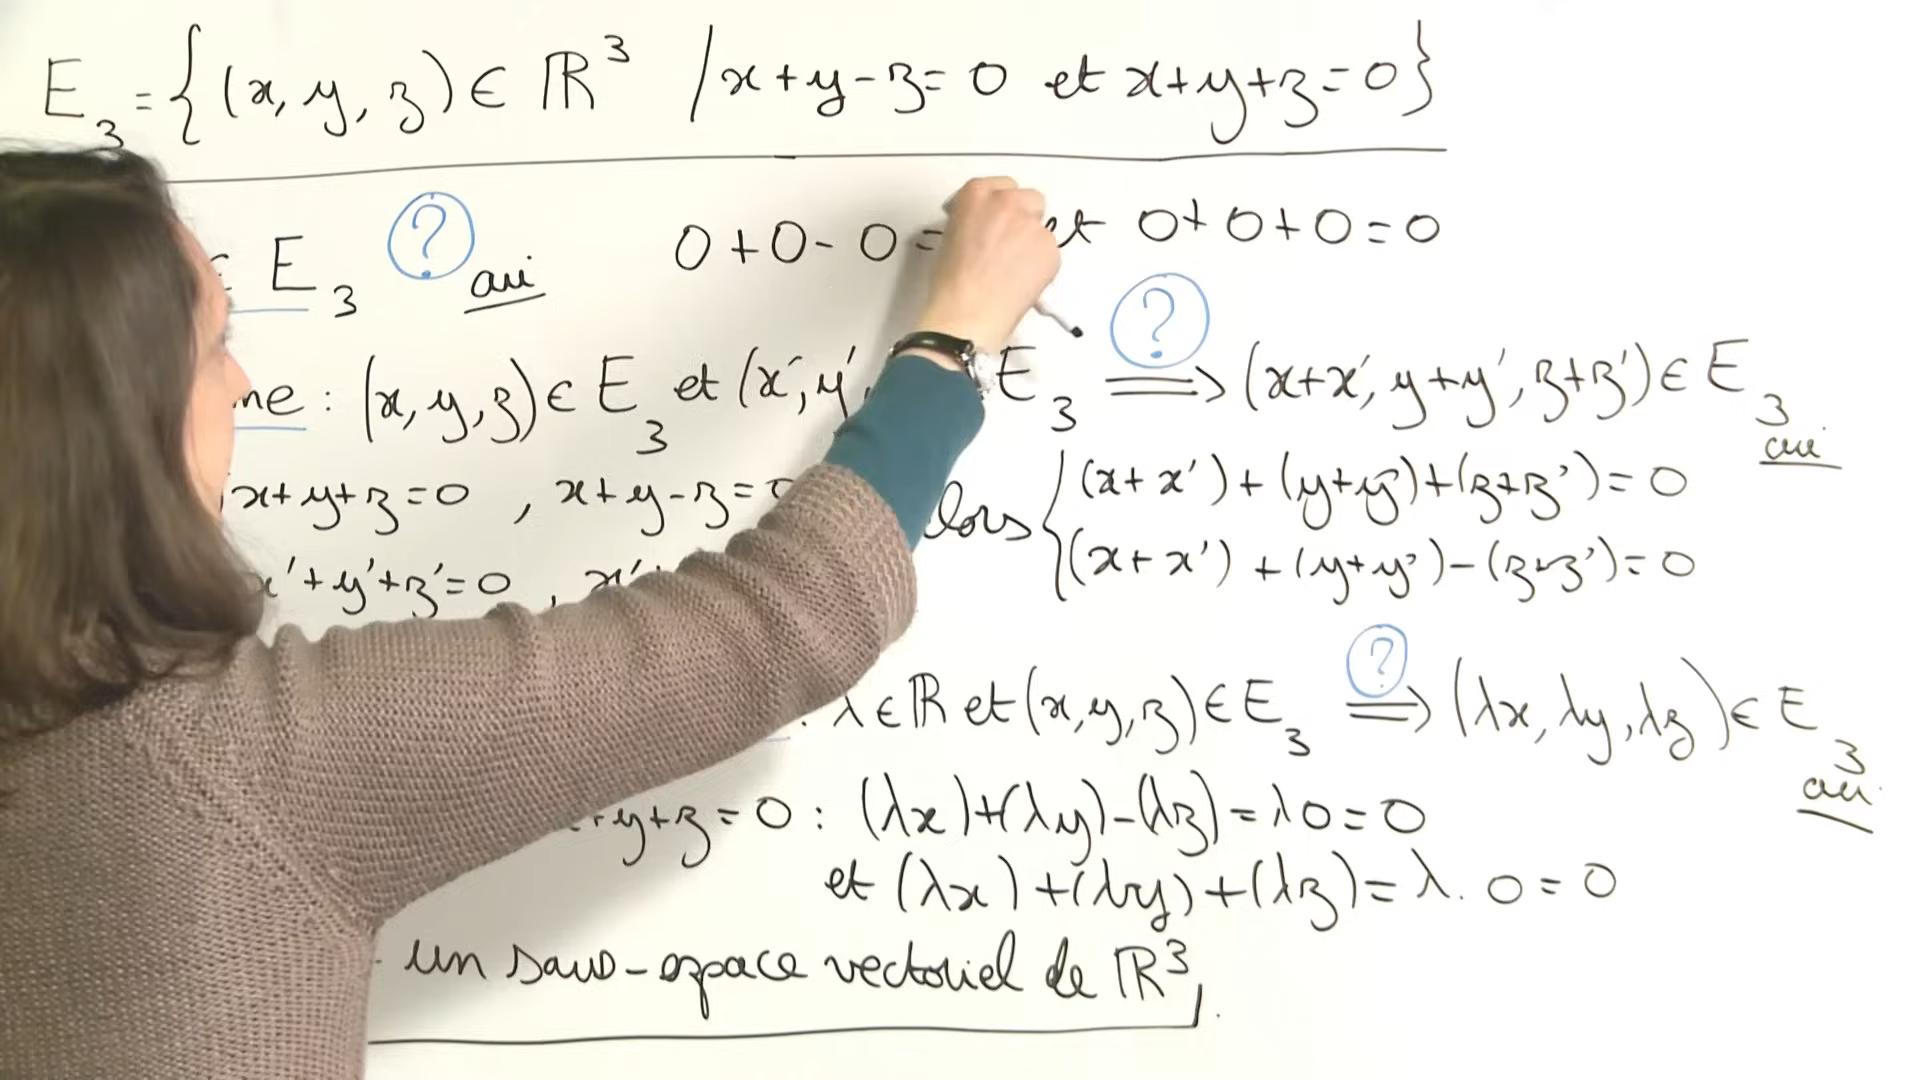 E₃ = {(x, y, z) ∈ ℝ³ / x+y-z=0 et x+y+z=0}
∈ E₃ ? oui 0+0-0= et 0+0+0=0
me : (x, y, z) ∈ E₃ et (x', y', E₃ ? ⟹ (x+x', y+y', z+z') ∈ E₃ oui
x+y+z=0 , x+y-z=0 lors { (x+x')+(y+y')+(z+z')=0
x'+y'+z'=0 , x'+ (x+x')+(y+y')-(z+z')=0
λ∈ℝ et (x,y,z)∈E₃ ? ⟹ (λx, λy, λz)∈E₃ oui
+y+z=0 : (λx)+(λy)-(λz)=λ0=0
et (λx)+(λy)+(λz)=λ.0=0
un sous-espace vectoriel de ℝ³